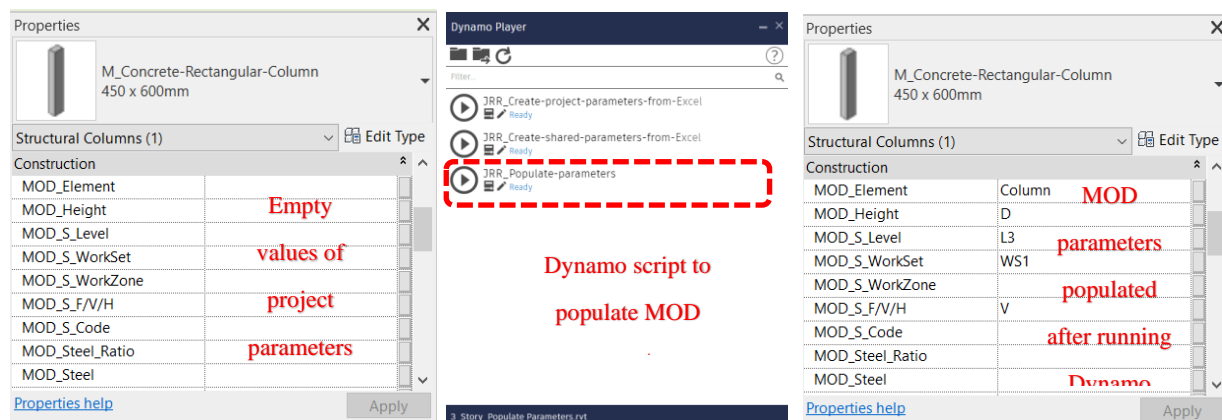 Properties
M_Concrete-Rectangular-Column
450 x 600mm
Structural Columns (1)
Edit Type
Construction
MOD_Element
MOD_Height
MOD_S_Level
MOD_S_WorkSet
MOD_S_WorkZone
MOD_S_F/V/H
MOD_S_Code
MOD_Steel_Ratio
MOD_Steel
Empty
values of
project
parameters
Properties help
Apply
Dynamo Player
Filter...
JRR_Create-project-parameters-from-Excel
Ready
JRR_Create-shared-parameters-from-Excel
Ready
JRR_Populate-parameters
Ready
Dynamo script to
populate MOD
.
3_Story_Populate Parameters.rvt
Properties
M_Concrete-Rectangular-Column
450 x 600mm
Structural Columns (1)
Edit Type
Construction
MOD_Element Column
MOD_Height D
MOD_S_Level L3
MOD_S_WorkSet WS1
MOD_S_WorkZone
MOD_S_F/V/H V
MOD_S_Code
MOD_Steel_Ratio
MOD_Steel
MOD
parameters
populated
after running
Dynamo
Properties help
Apply